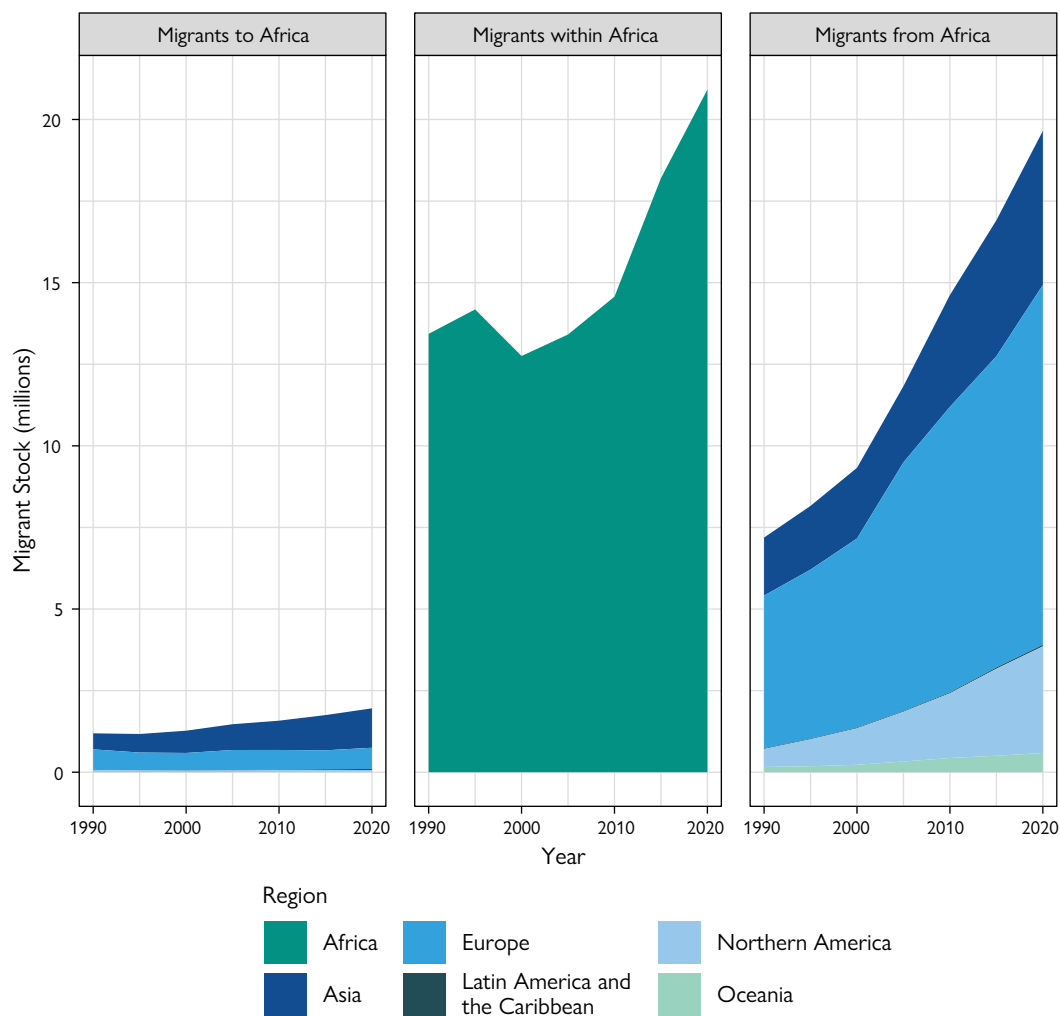 Migrants to Africa
Migrants within Africa
Migrants from Africa
20
15
10
5
0
Migrant Stock (millions)
1990 2000 2010 2020
1990 2000 2010 2020
1990 2000 2010 2020
Year
Region
Africa
Europe
Northern America
Asia
Latin America and
the Caribbean
Oceania